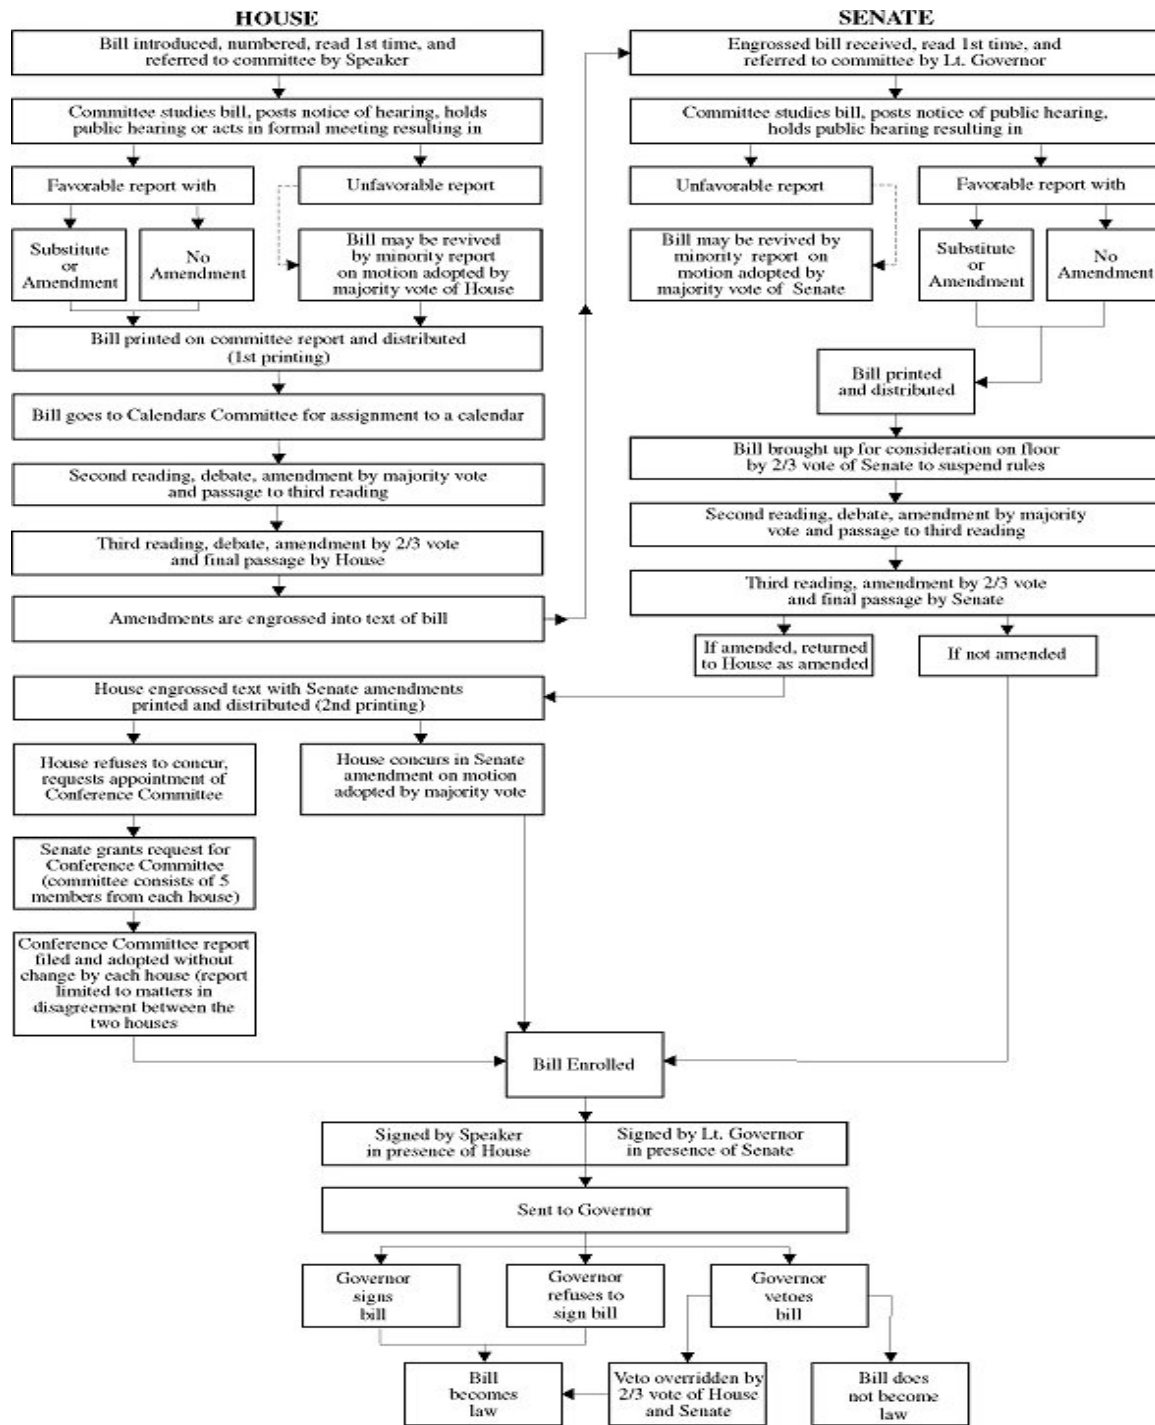 HOUSE
Bill introduced, numbered, read 1st time, and
referred to committee by Speaker
Committee studies bill, posts notice of hearing, holds
public hearing or acts in formal meeting resulting in
Favorable report with
Unfavorable report
Substitute
or
Amendment
No
Amendment
Bill may be revived
by minority report
on motion adopted by
majority vote of House
Bill printed on committee report and distributed
(1st printing)
Bill goes to Calendars Committee for assignment to a calendar
Second reading, debate, amendment by majority vote
and passage to third reading
Third reading, debate, amendment by 2/3 vote
and final passage by House
Amendments are engrossed into text of bill
SENATE
Engrossed bill received, read 1st time, and
referred to committee by Lt. Governor
Committee studies bill, posts notice of public hearing,
holds public hearing resulting in
Unfavorable report
Favorable report with
Bill may be revived by
minority report on
motion adopted by
majority vote of Senate
Substitute
or
Amendment
No
Amendment
Bill printed
and distributed
Bill brought up for consideration on floor
by 2/3 vote of Senate to suspend rules
Second reading, debate, amendment by majority
vote and passage to third reading
Third reading, amendment by 2/3 vote
and final passage by Senate
If amended, returned
to House as amended
If not amended
House engrossed text with Senate amendments
printed and distributed (2nd printing)
House refuses to concur,
requests appointment of
Conference Committee
House concurs in Senate
amendment on motion
adopted by majority vote
Senate grants request for
Conference Committee
(committee consists of 5
members from each house)
Conference Committee report
filed and adopted without
change by each house (report
limited to matters in
disagreement between the
two houses
Bill Enrolled
Signed by Speaker
in presence of House
Signed by Lt. Governor
in presence of Senate
Sent to Governor
Governor
signs
bill
Governor
refuses to
sign bill
Governor
vetoes
bill
Bill
becomes
law
Veto overridden by
2/3 vote of House
and Senate
Bill does
not become
law